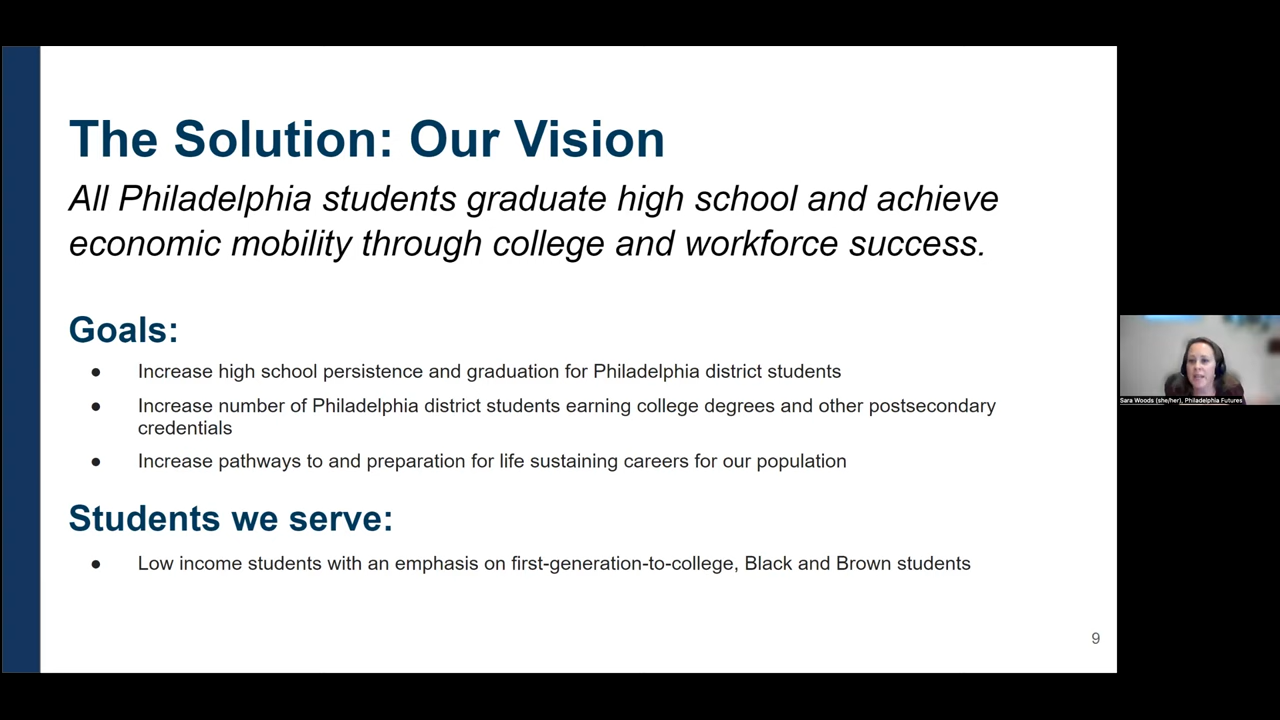 The Solution: Our Vision
All Philadelphia students graduate high school and achieve
economic mobility through college and workforce success.
Goals:
● Increase high school persistence and graduation for Philadelphia district students
● Increase number of Philadelphia district students earning college degrees and other postsecondary
credentials
● Increase pathways to and preparation for life sustaining careers for our population
Students we serve:
● Low income students with an emphasis on first-generation-to-college, Black and Brown students
9
Sara Woods (she/her), Philadelphia Futures